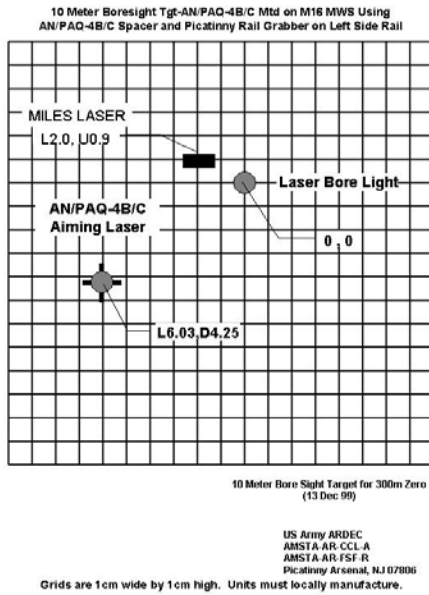 10 Meter Boresight Tgt-AN/PAQ-4B/C Mtd on M16 MWS Using
AN/PAQ-4B/C Spacer and Picatinny Rail Grabber on Left Side Rail
MILES LASER
L2.0, U0.9
Laser Bore Light
AN/PAQ-4B/C
Aiming Laser
0 , 0
L6.03,D4.25
10 Meter Bore Sight Target for 300m Zero
(13 Dec 99)
US Army ARDEC
AMSTA-AR-CCL-A
AMSTA-AR-FSF-R
Picatinny Arsenal, NJ 07806
Grids are 1cm wide by 1cm high. Units must locally manufacture.